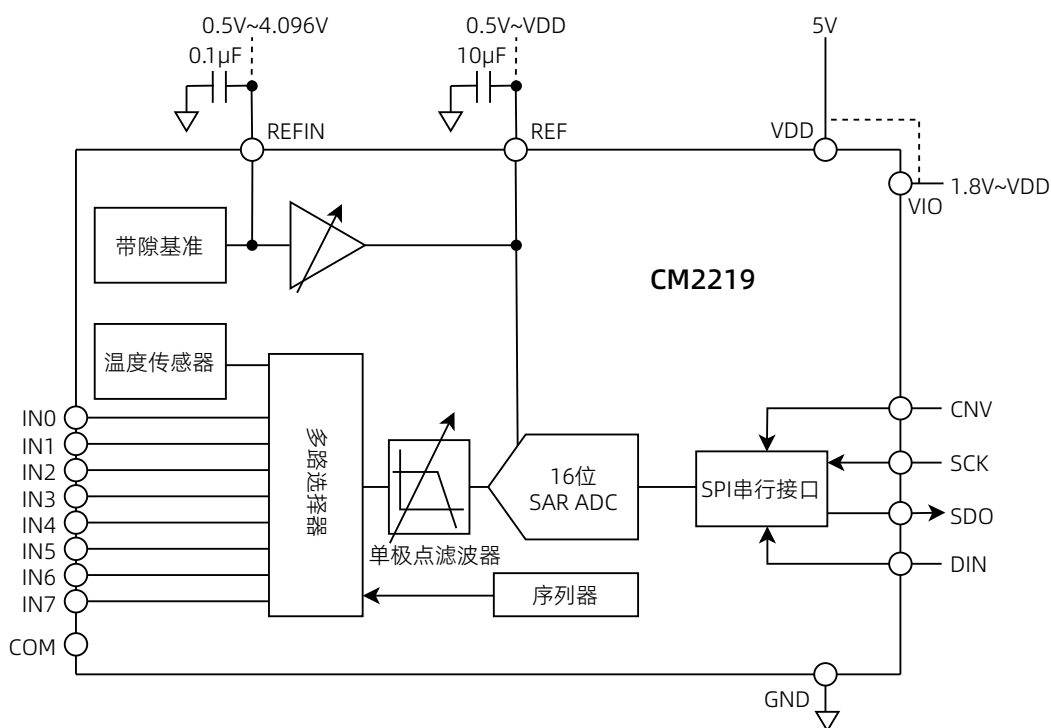 0.5V~4.096V
0.5V~VDD
5V
0.1μF
10μF
REFIN
REF
VDD
1.8V~VDD
VIO
带隙基准
CM2219
温度传感器
IN0
IN1
IN2
IN3
IN4
IN5
IN6
IN7
COM
多路选择器
单极点滤波器
16位
SAR ADC
SPI串行接口
序列器
CNV
SCK
SDO
DIN
GND